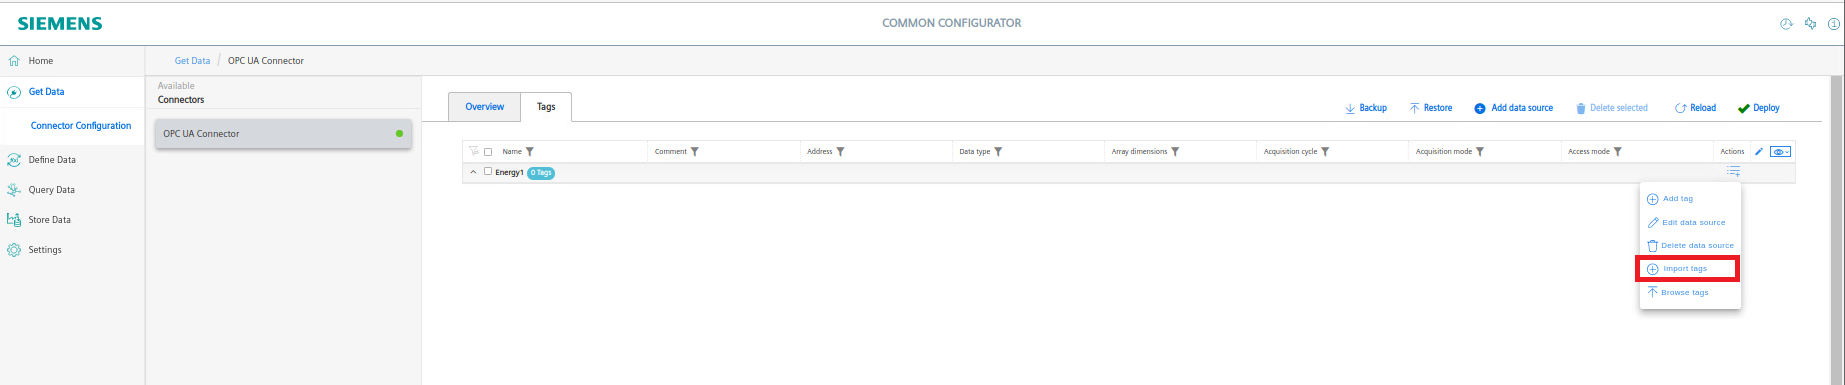 SIEMENS
COMMON CONFIGURATOR
Home
Get Data / OPC UA Connector
Get Data
Connector Configuration
Define Data
Query Data
Store Data
Settings
Available
Connectors
OPC UA Connector
Overview
Tags
Backup
Restore
Add data source
Delete selected
Reload
Deploy
Name
Comment
Address
Data type
Array dimensions
Acquisition cycle
Acquisition mode
Access mode
Actions
Energy1 0 Tags
Add tag
Edit data source
Delete data source
Import tags
Browse tags